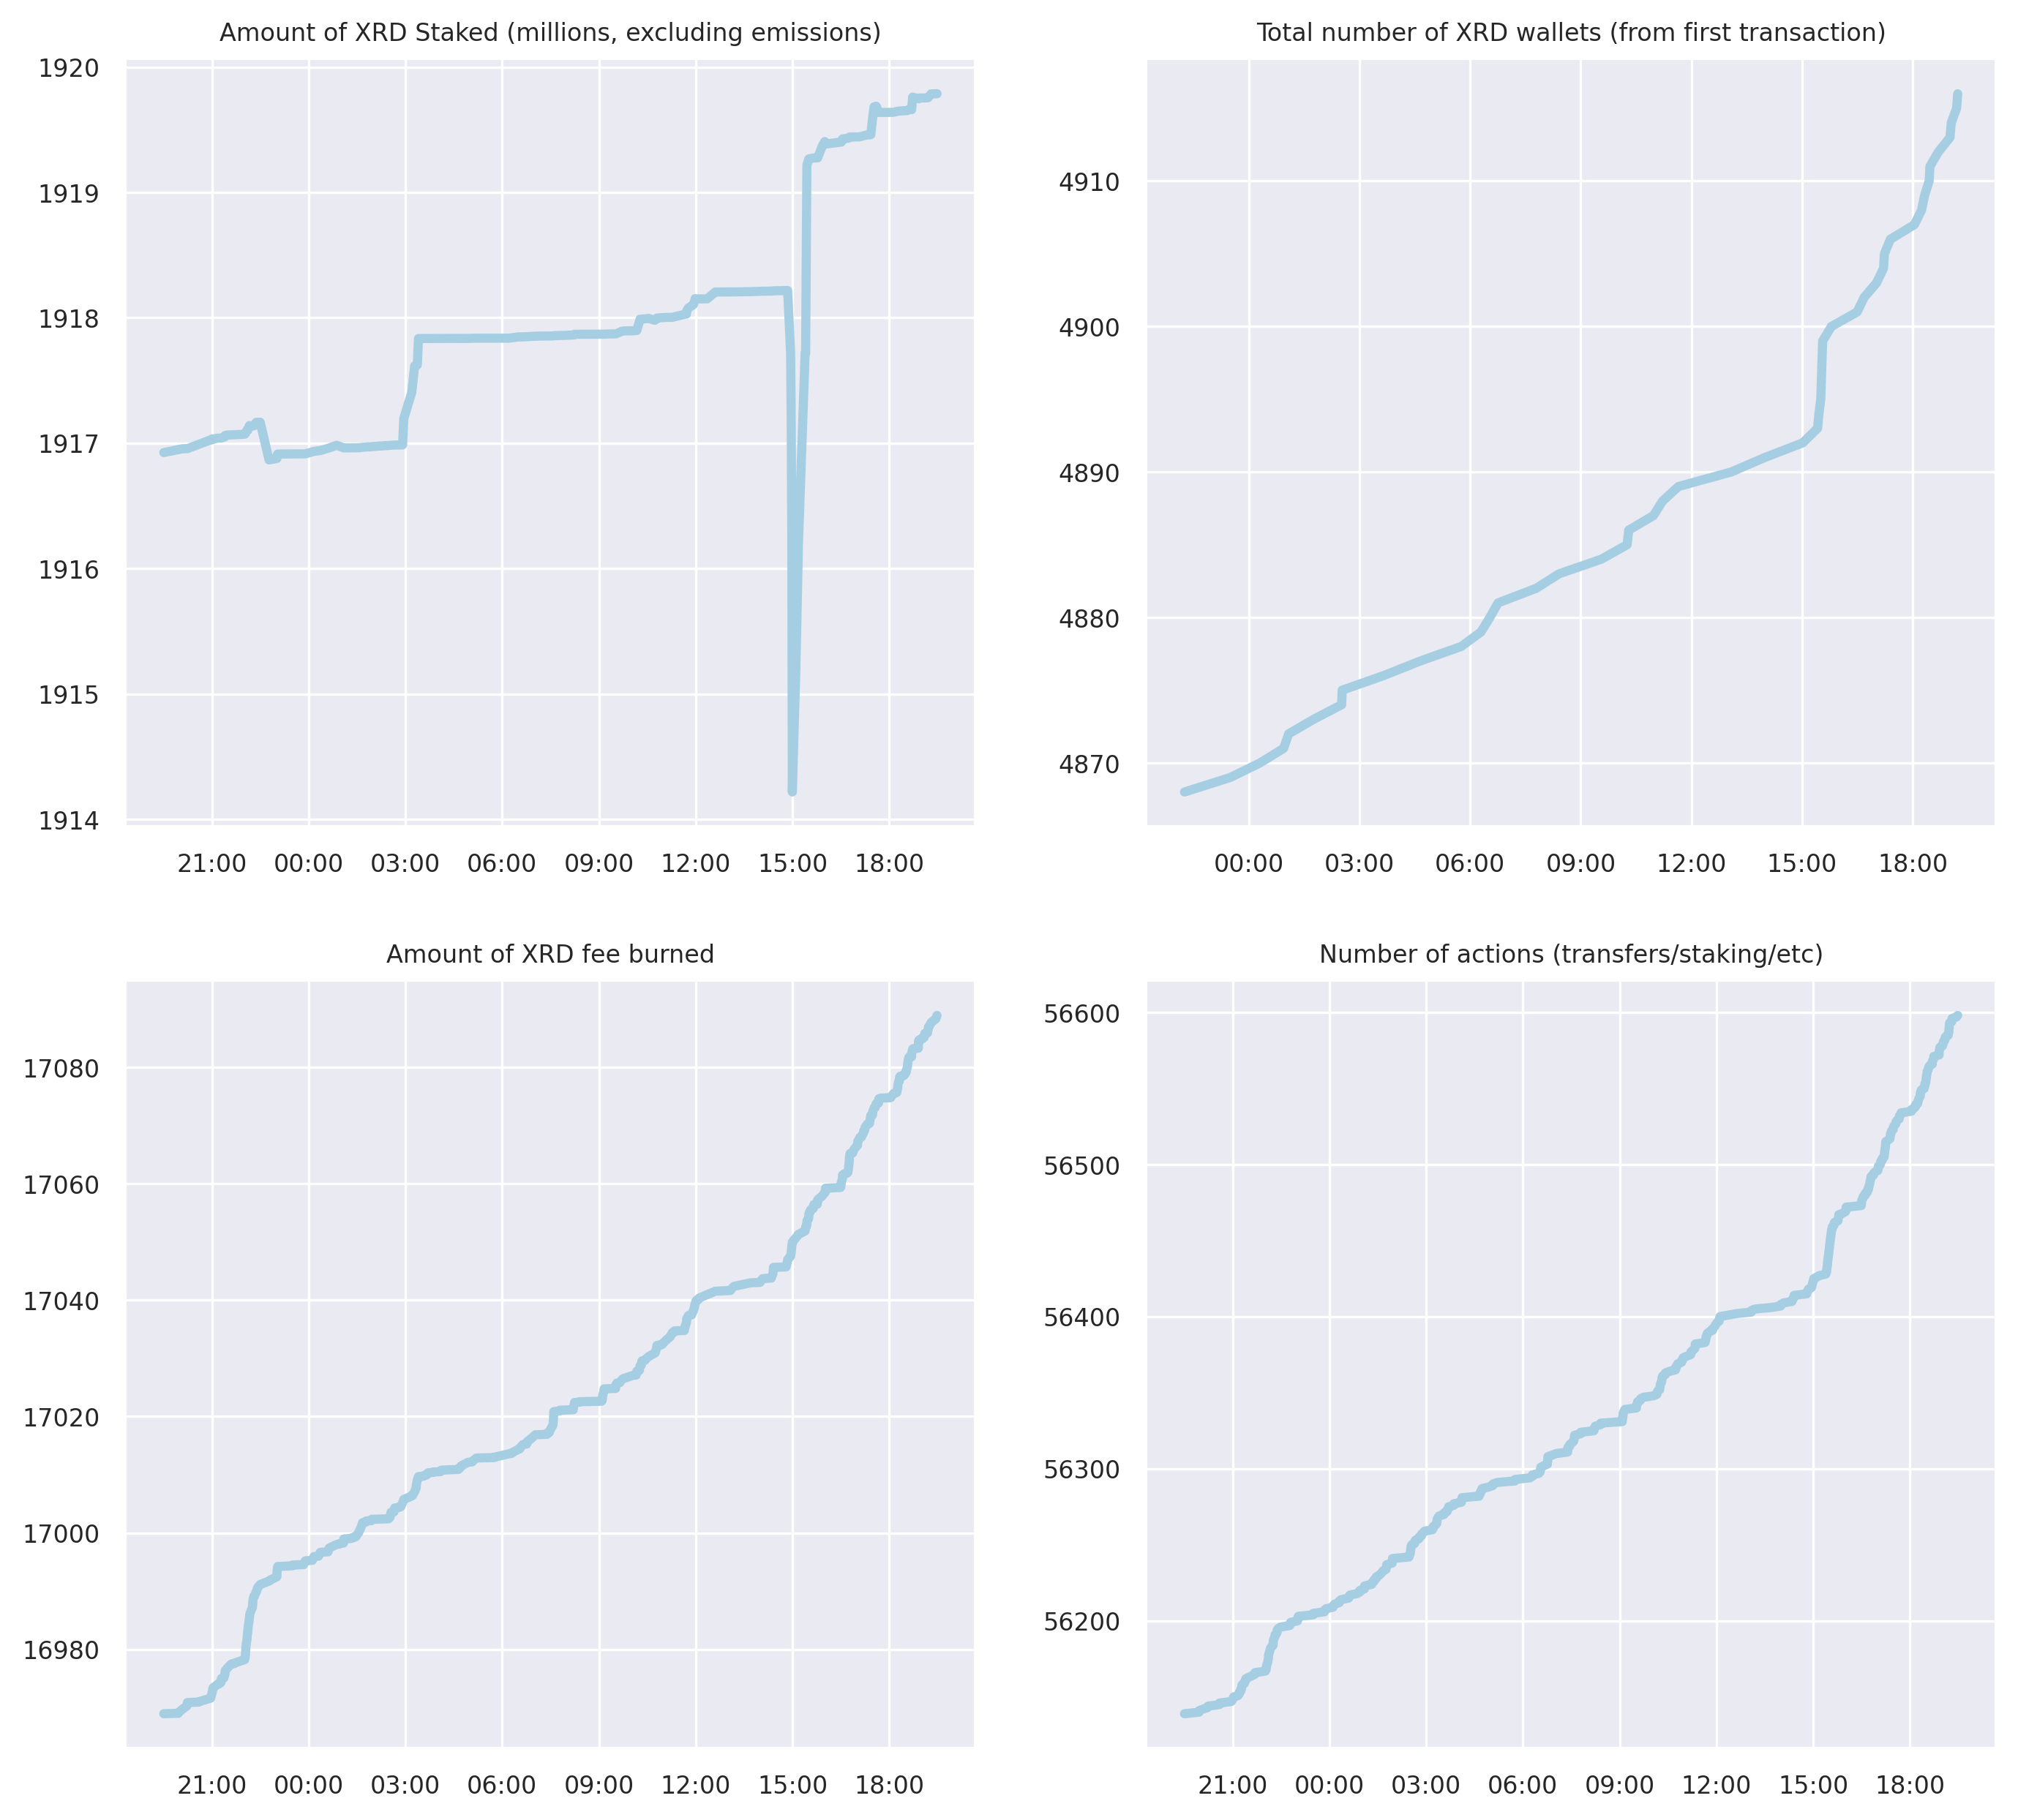 Amount of XRD Staked (millions, excluding emissions)
1920
1919
1918
1917
1916
1915
1914
21:00 00:00 03:00 06:00 09:00 12:00 15:00 18:00
Total number of XRD wallets (from first transaction)
4910
4900
4890
4880
4870
00:00 03:00 06:00 09:00 12:00 15:00 18:00
Amount of XRD fee burned
17080
17060
17040
17020
17000
16980
21:00 00:00 03:00 06:00 09:00 12:00 15:00 18:00
Number of actions (transfers/staking/etc)
56600
56500
56400
56300
56200
21:00 00:00 03:00 06:00 09:00 12:00 15:00 18:00